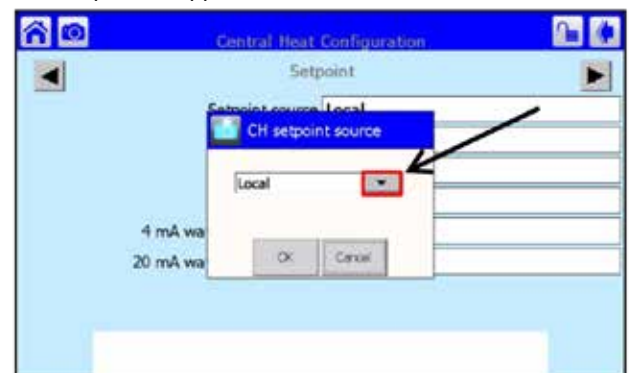 Central Heat Configuration
Setpoint
Setpoint source Local
CH setpoint source
Local
4 mA wa
20 mA wa
OK Cancel